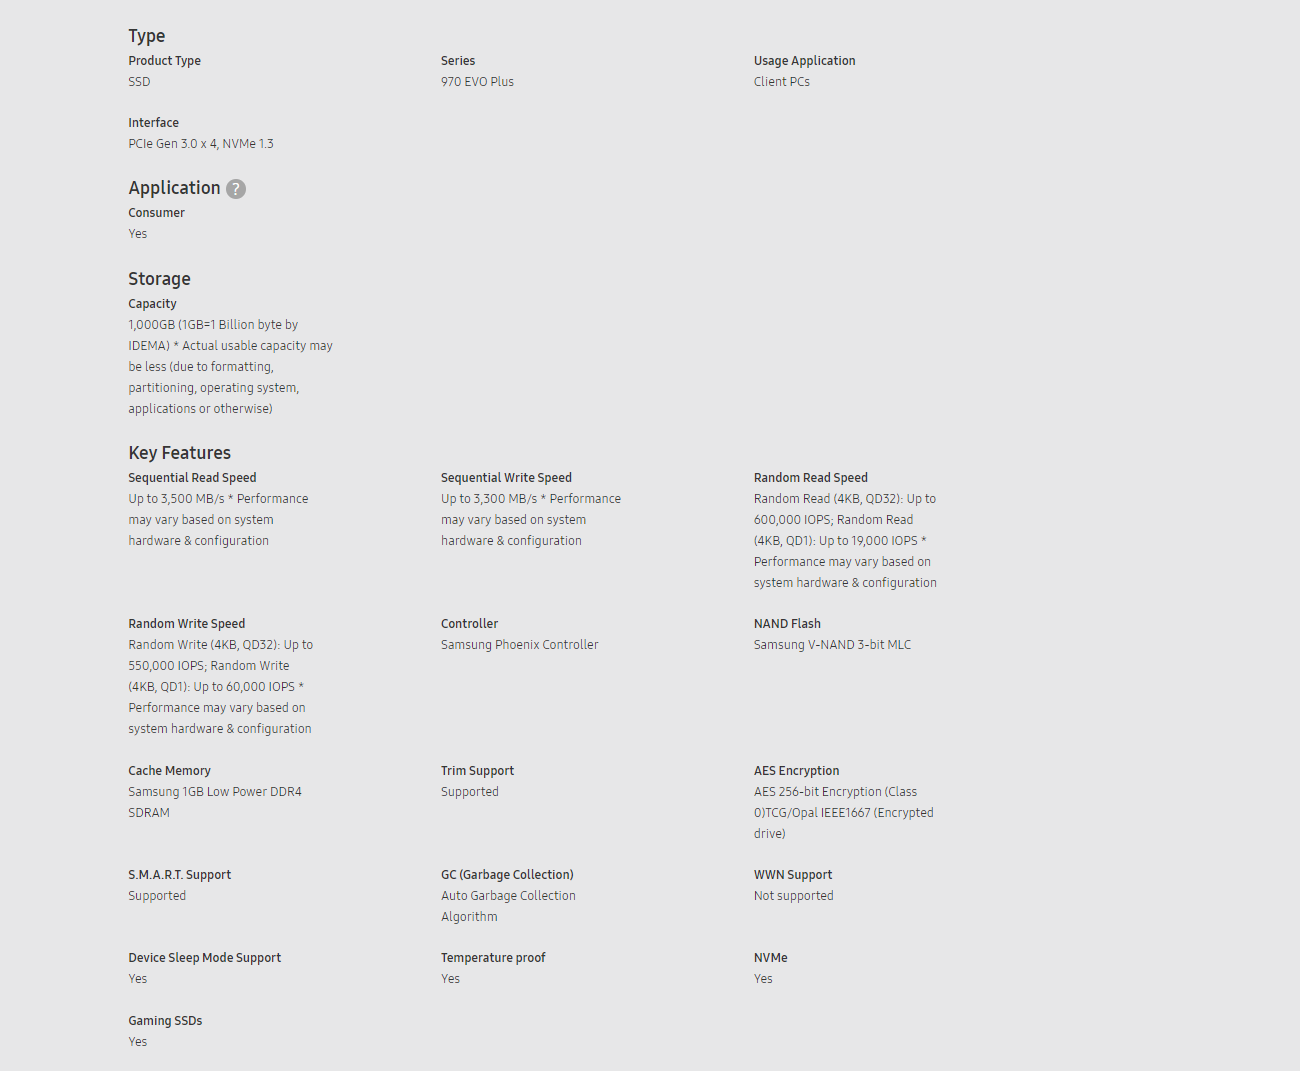 Type
Product Type
SSD
Series
970 EVO Plus
Usage Application
Client PCs
Interface
PCIe Gen 3.0 x 4, NVMe 1.3
Application ?
Consumer
Yes
Storage
Capacity
1,000GB (1GB=1 Billion byte by
IDEMA) * Actual usable capacity may
be less (due to formatting,
partitioning, operating system,
applications or otherwise)
Key Features
Sequential Read Speed
Up to 3,500 MB/s * Performance
may vary based on system
hardware & configuration
Sequential Write Speed
Up to 3,300 MB/s * Performance
may vary based on system
hardware & configuration
Random Read Speed
Random Read (4KB, QD32): Up to
600,000 IOPS; Random Read
(4KB, QD1): Up to 19,000 IOPS *
Performance may vary based on
system hardware & configuration
Random Write Speed
Random Write (4KB, QD32): Up to
550,000 IOPS; Random Write
(4KB, QD1): Up to 60,000 IOPS *
Performance may vary based on
system hardware & configuration
Controller
Samsung Phoenix Controller
NAND Flash
Samsung V-NAND 3-bit MLC
Cache Memory
Samsung 1GB Low Power DDR4
SDRAM
Trim Support
Supported
AES Encryption
AES 256-bit Encryption (Class
0)TCG/Opal IEEE1667 (Encrypted
drive)
S.M.A.R.T. Support
Supported
GC (Garbage Collection)
Auto Garbage Collection
Algorithm
WWN Support
Not supported
Device Sleep Mode Support
Yes
Temperature proof
Yes
NVMe
Yes
Gaming SSDs
Yes